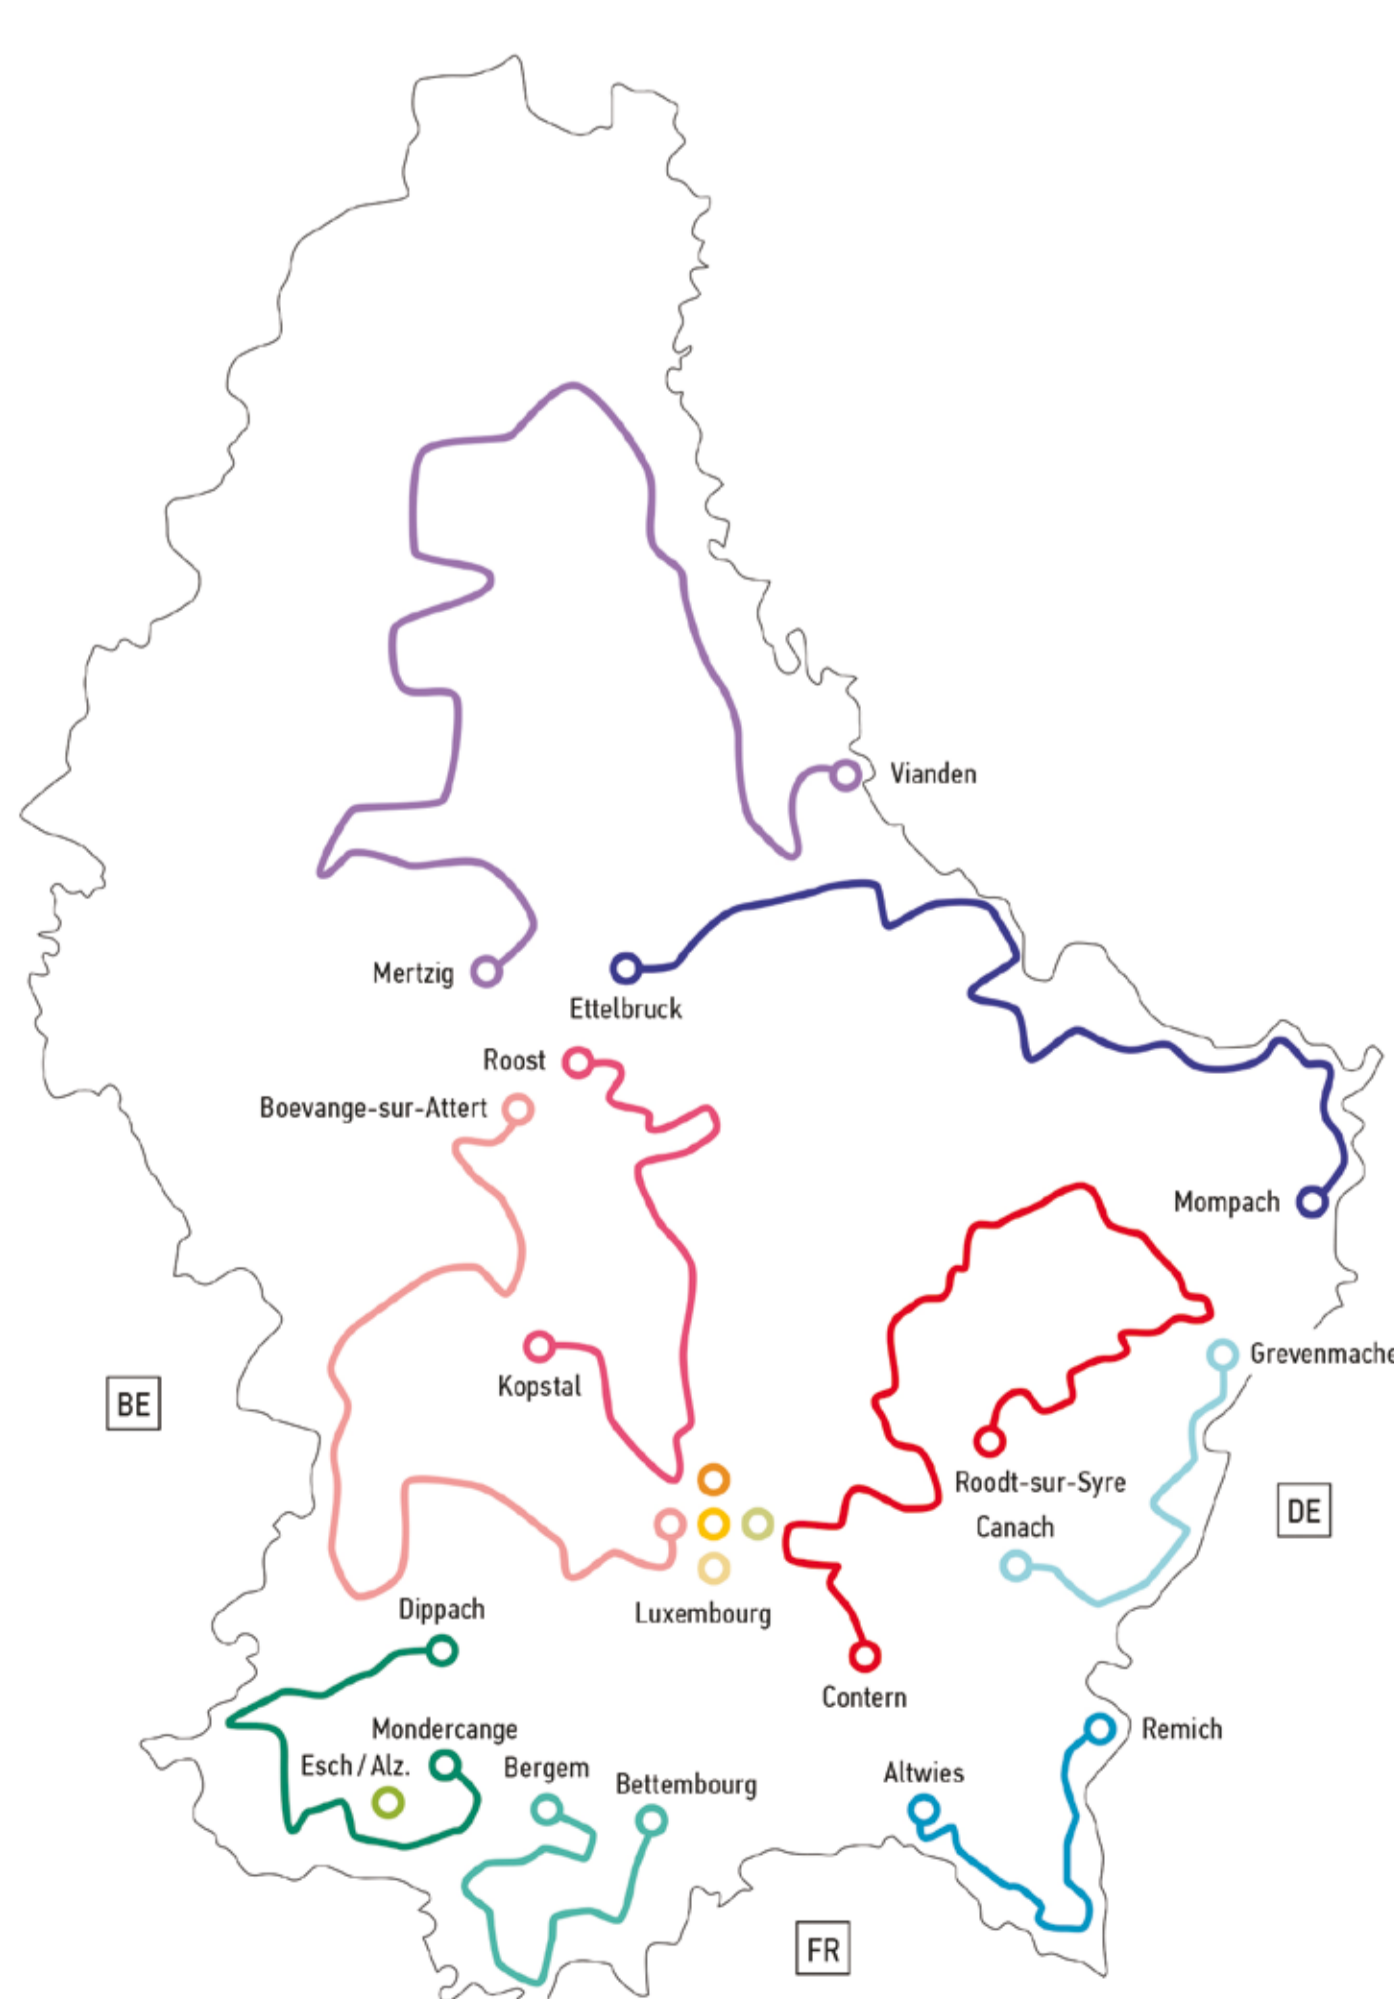 Vianden
Mertzig
Ettelbruck
Roost
Boevange-sur-Attert
Mompach
Grevenmache
Kopstal
BE
Roodt-sur-Syre
DE
Canach
Dippach
Luxembourg
Contern
Mondercange
Remich
Esch / Alz.
Bergem
Altwies
Bettembourg
FR